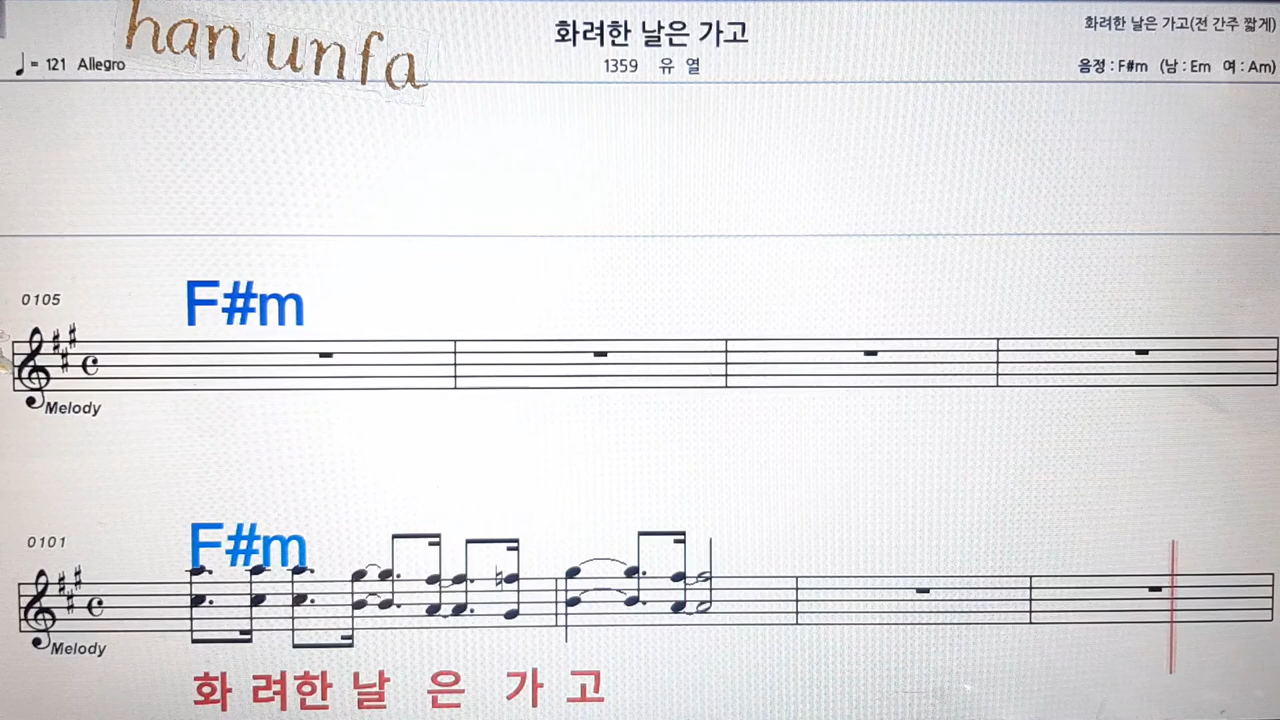 han unfa
화려한 날은 가고
화려한 날은 가고(전 간주 짧게)
♩= 121 Allegro
1359 유 열
음정 : F#m (남 : Em 여 : Am)
0105
F#m
Melody
0101
F#m
Melody
화 려한 날 은 가 고